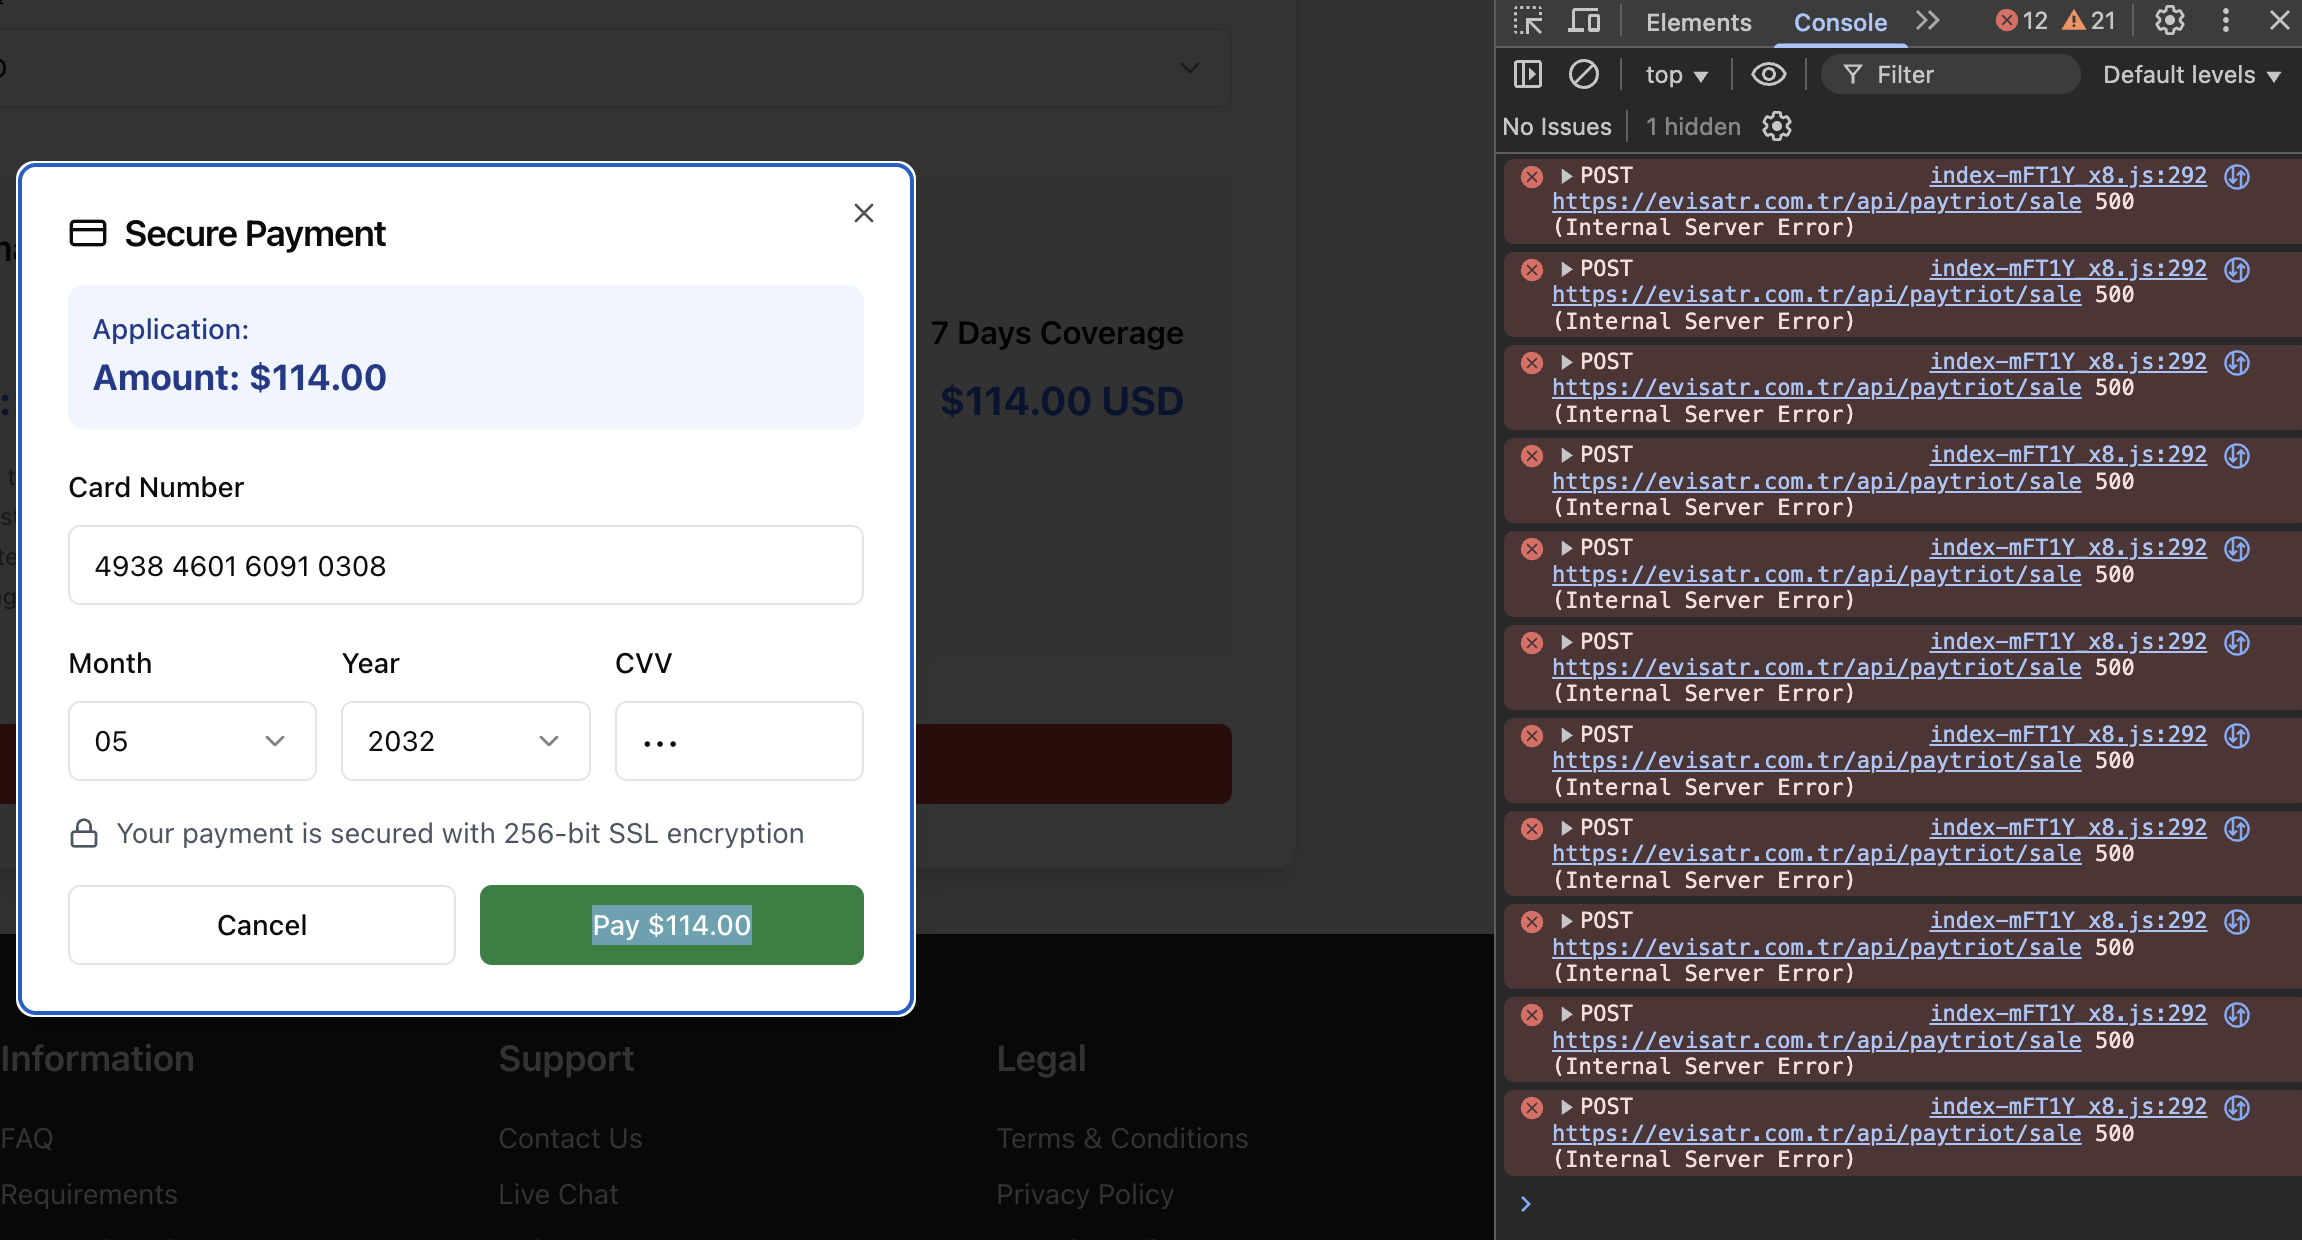 Secure Payment
Application:
Amount: $114.00
Card Number
4938 4601 6091 0308
Month
Year
CVV
05
2032
•••
Your payment is secured with 256-bit SSL encryption
Cancel
Pay $114.00
7 Days Coverage
$114.00 USD
Information
Support
Legal
FAQ
Contact Us
Terms & Conditions
Requirements
Live Chat
Privacy Policy
Elements
Console
12
21
top
Filter
Default levels
No Issues
1 hidden
POST index-mFT1Y_x8.js:292
https://evisatr.com.tr/api/paytriot/sale 500
(Internal Server Error)
POST index-mFT1Y_x8.js:292
https://evisatr.com.tr/api/paytriot/sale 500
(Internal Server Error)
POST index-mFT1Y_x8.js:292
https://evisatr.com.tr/api/paytriot/sale 500
(Internal Server Error)
POST index-mFT1Y_x8.js:292
https://evisatr.com.tr/api/paytriot/sale 500
(Internal Server Error)
POST index-mFT1Y_x8.js:292
https://evisatr.com.tr/api/paytriot/sale 500
(Internal Server Error)
POST index-mFT1Y_x8.js:292
https://evisatr.com.tr/api/paytriot/sale 500
(Internal Server Error)
POST index-mFT1Y_x8.js:292
https://evisatr.com.tr/api/paytriot/sale 500
(Internal Server Error)
POST index-mFT1Y_x8.js:292
https://evisatr.com.tr/api/paytriot/sale 500
(Internal Server Error)
POST index-mFT1Y_x8.js:292
https://evisatr.com.tr/api/paytriot/sale 500
(Internal Server Error)
POST index-mFT1Y_x8.js:292
https://evisatr.com.tr/api/paytriot/sale 500
(Internal Server Error)
POST index-mFT1Y_x8.js:292
https://evisatr.com.tr/api/paytriot/sale 500
(Internal Server Error)